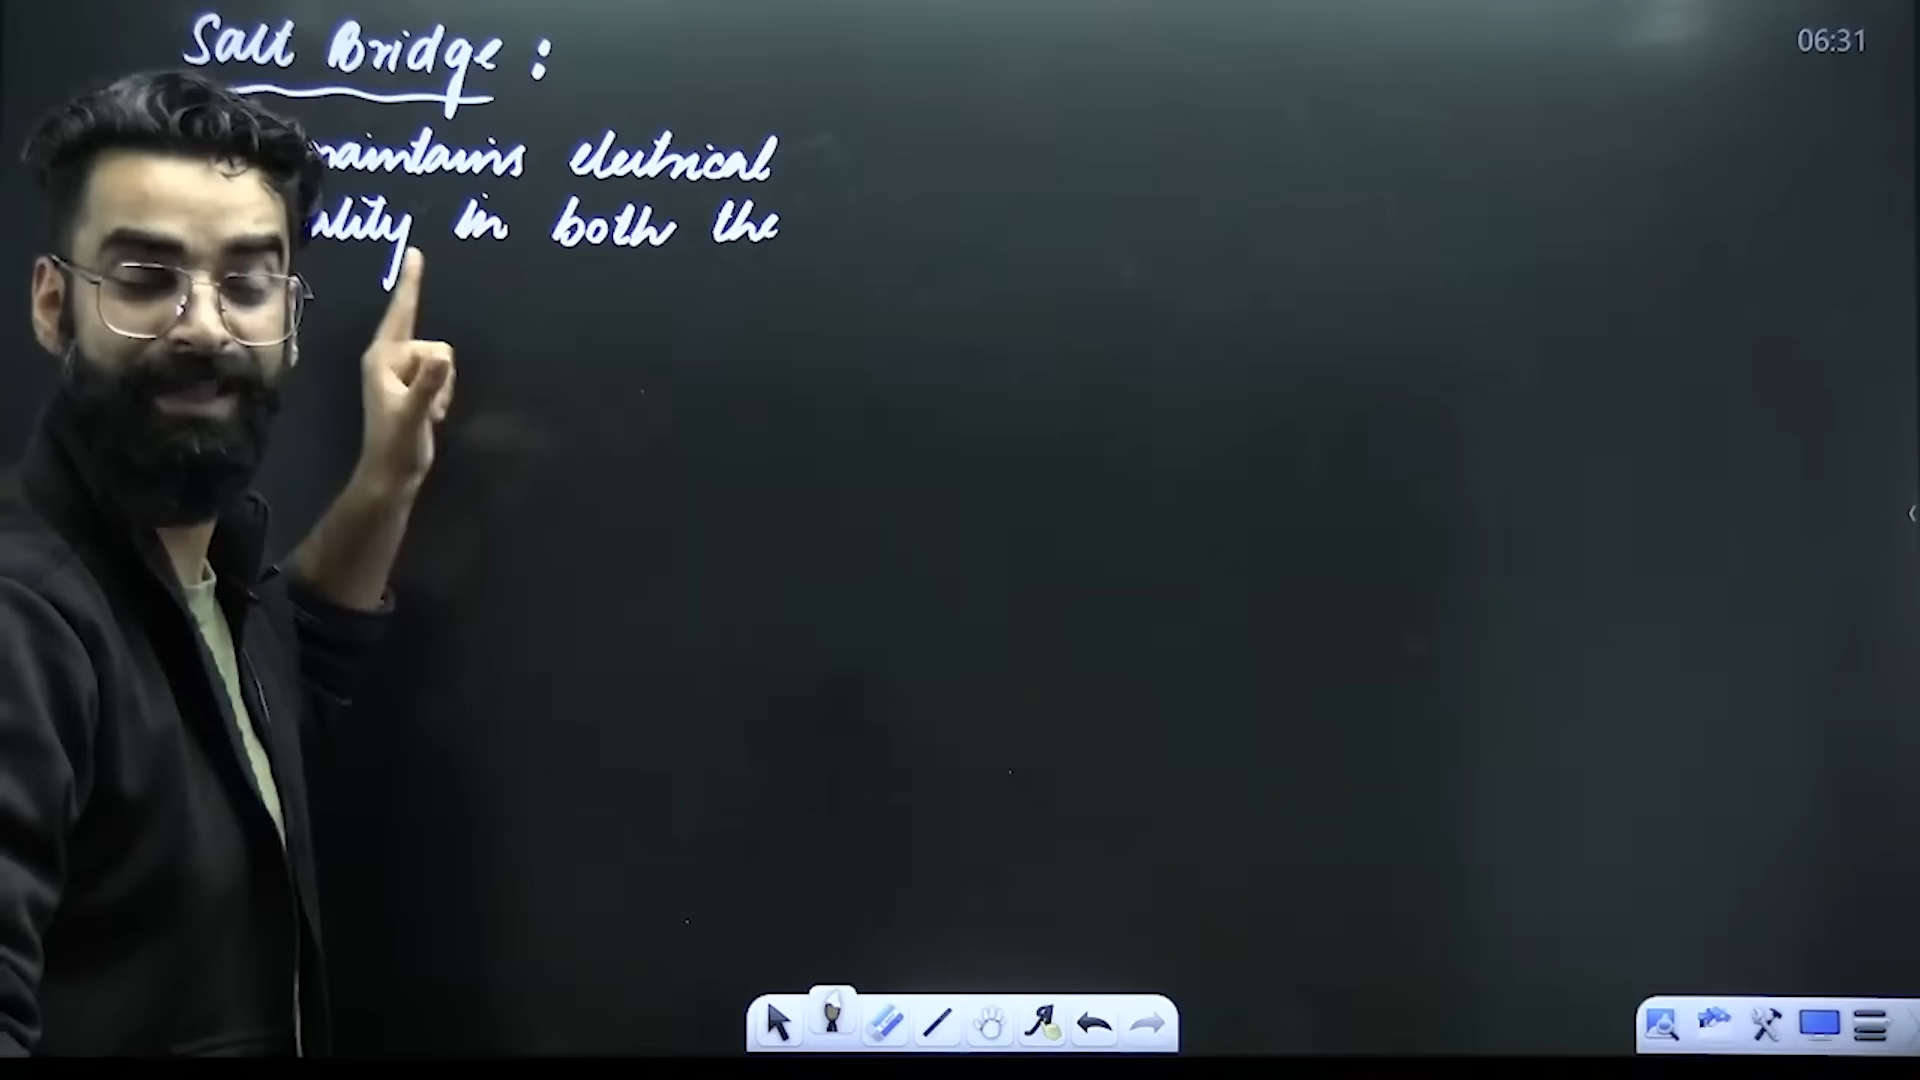 Salt Bridge :
maintains electrical
in both the
06:31